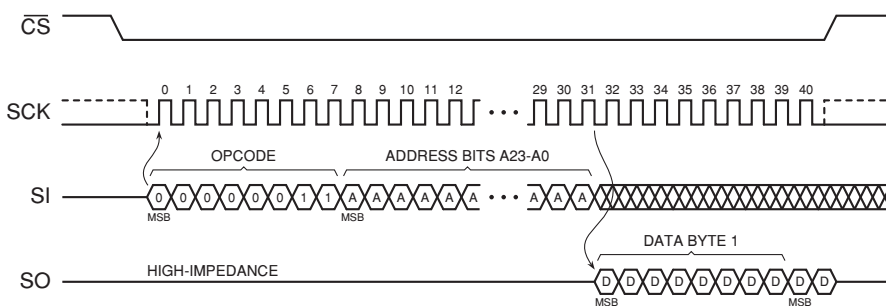 CS
0 1 2 3 4 5 6 7 8 9 10 11 12 29 30 31 32 33 34 35 36 37 38 39 40
SCK
OPCODE ADDRESS BITS A23-A0
SI 0 0 0 0 0 0 1 1 A A A A A A A A A
MSB MSB
DATA BYTE 1
SO HIGH-IMPEDANCE D D D D D D D D D D
MSB MSB